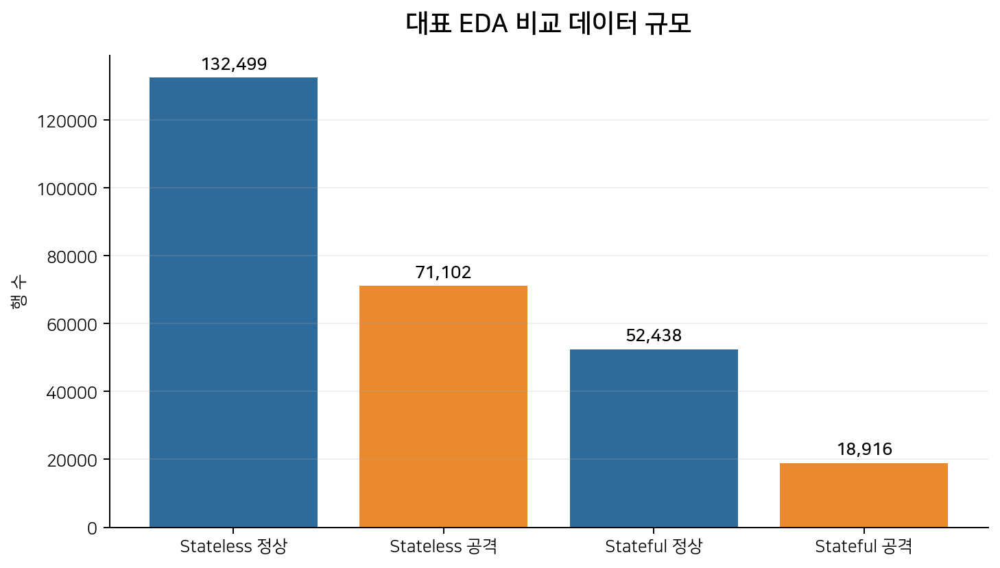 대표 EDA 비교 데이터 규모
132,499
120000
100000
80000
71,102
행 수
60000
52,438
40000
18,916
20000
0
Stateless 정상
Stateless 공격
Stateful 정상
Stateful 공격